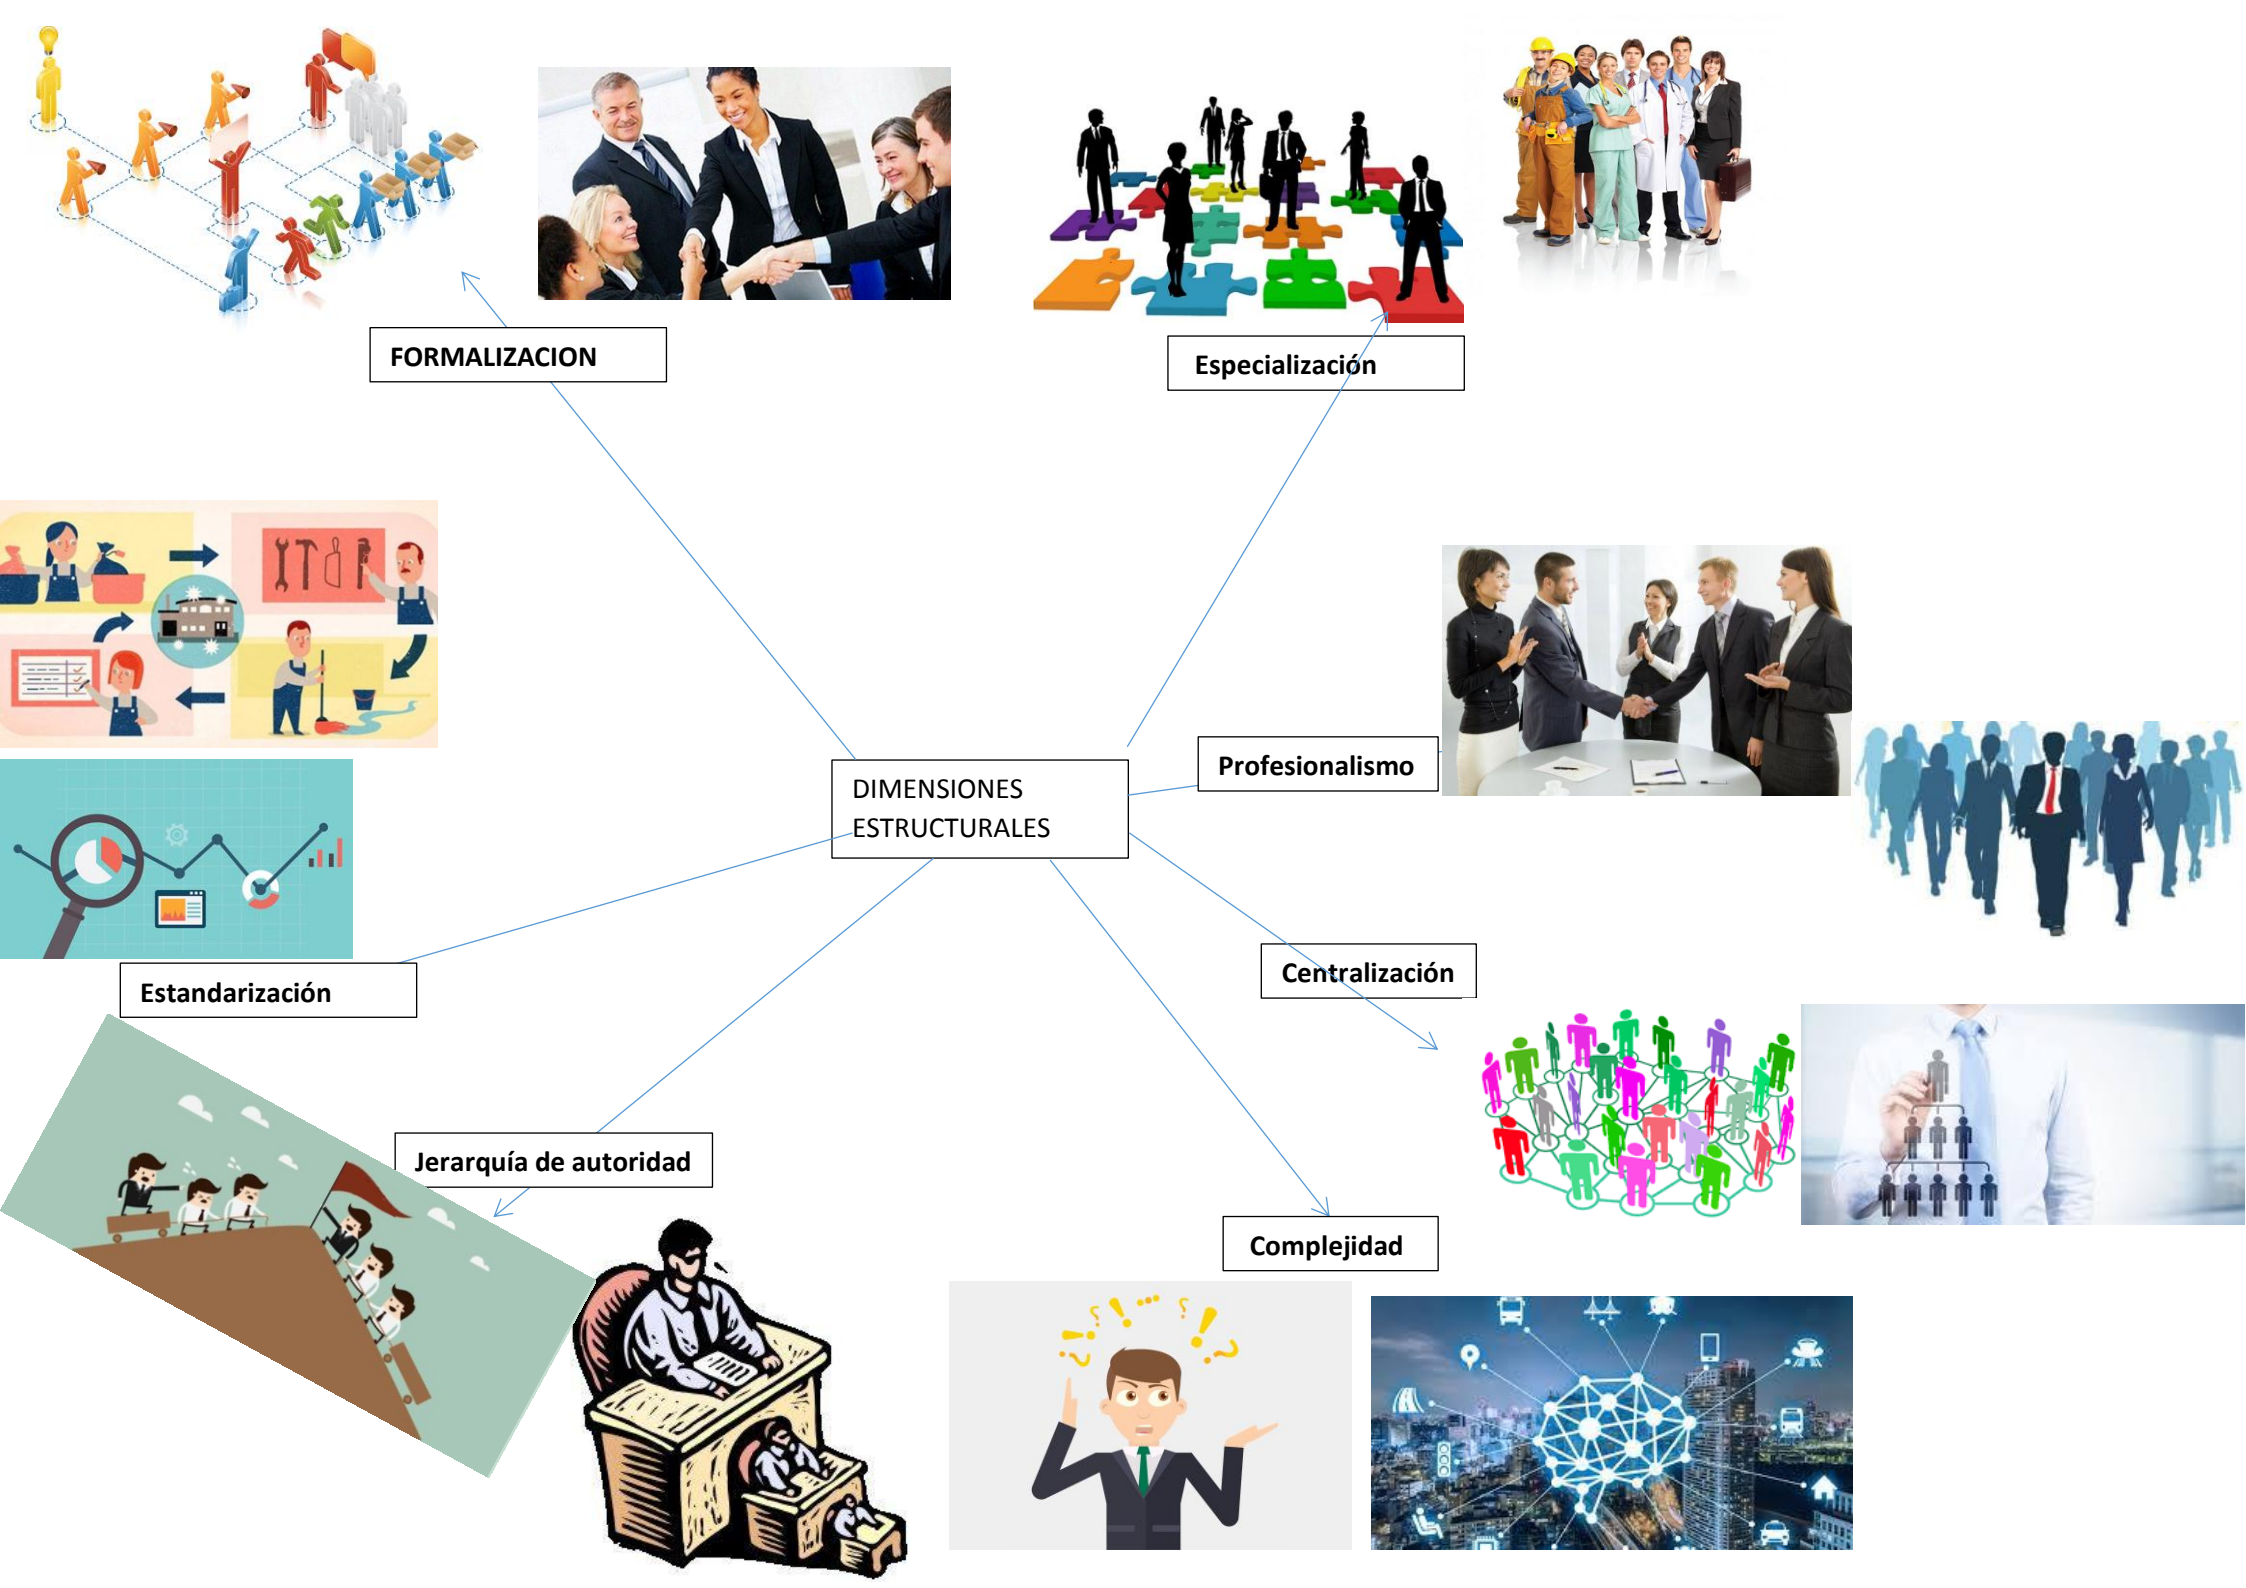 FORMALIZACION
Especialización
Profesionalismo
DIMENSIONES
ESTRUCTURALES
Centralización
Estandarización
Jerarquía de autoridad
Complejidad